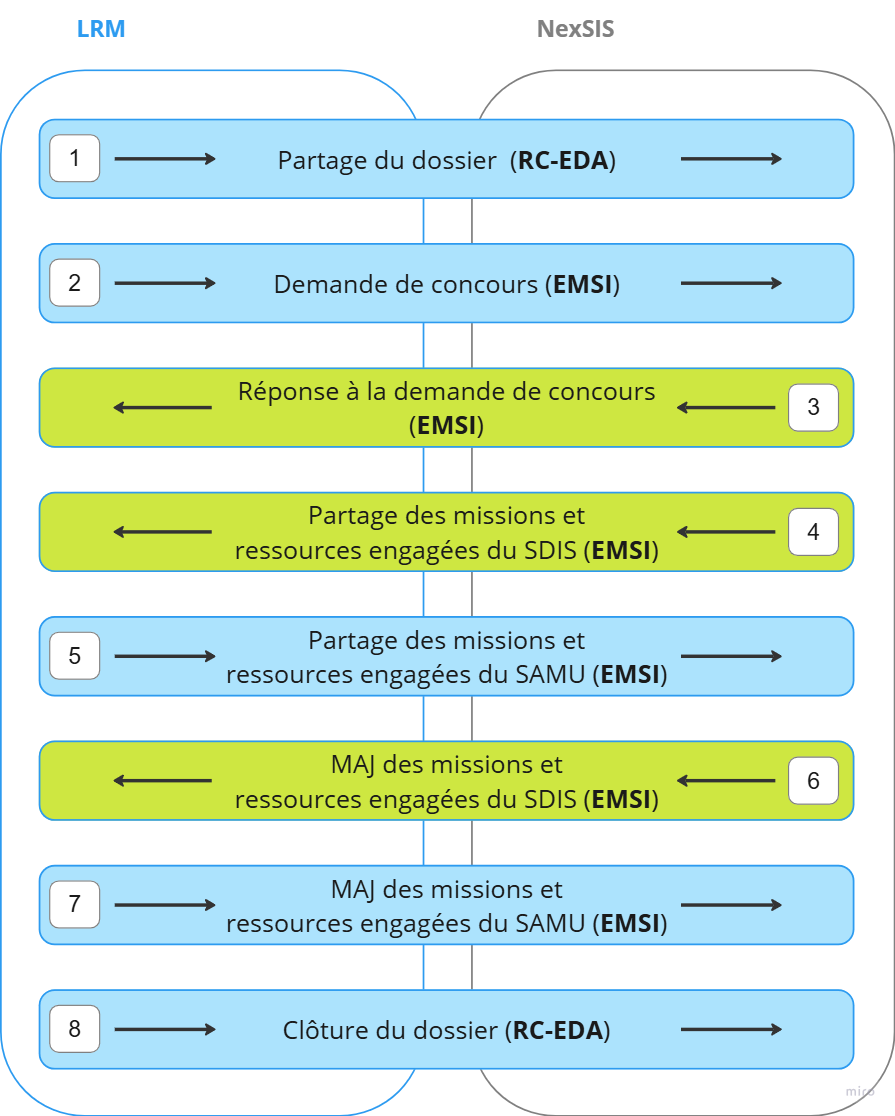 LRM
NexSIS
1
Partage du dossier (RC-EDA)
2
Demande de concours (EMSI)
Réponse à la demande de concours
(EMSI)
3
Partage des missions et
ressources engagées du SDIS (EMSI)
4
5
Partage des missions et
ressources engagées du SAMU (EMSI)
MAJ des missions et
ressources engagées du SDIS (EMSI)
6
7
MAJ des missions et
ressources engagées du SAMU (EMSI)
8
Clôture du dossier (RC-EDA)
miro